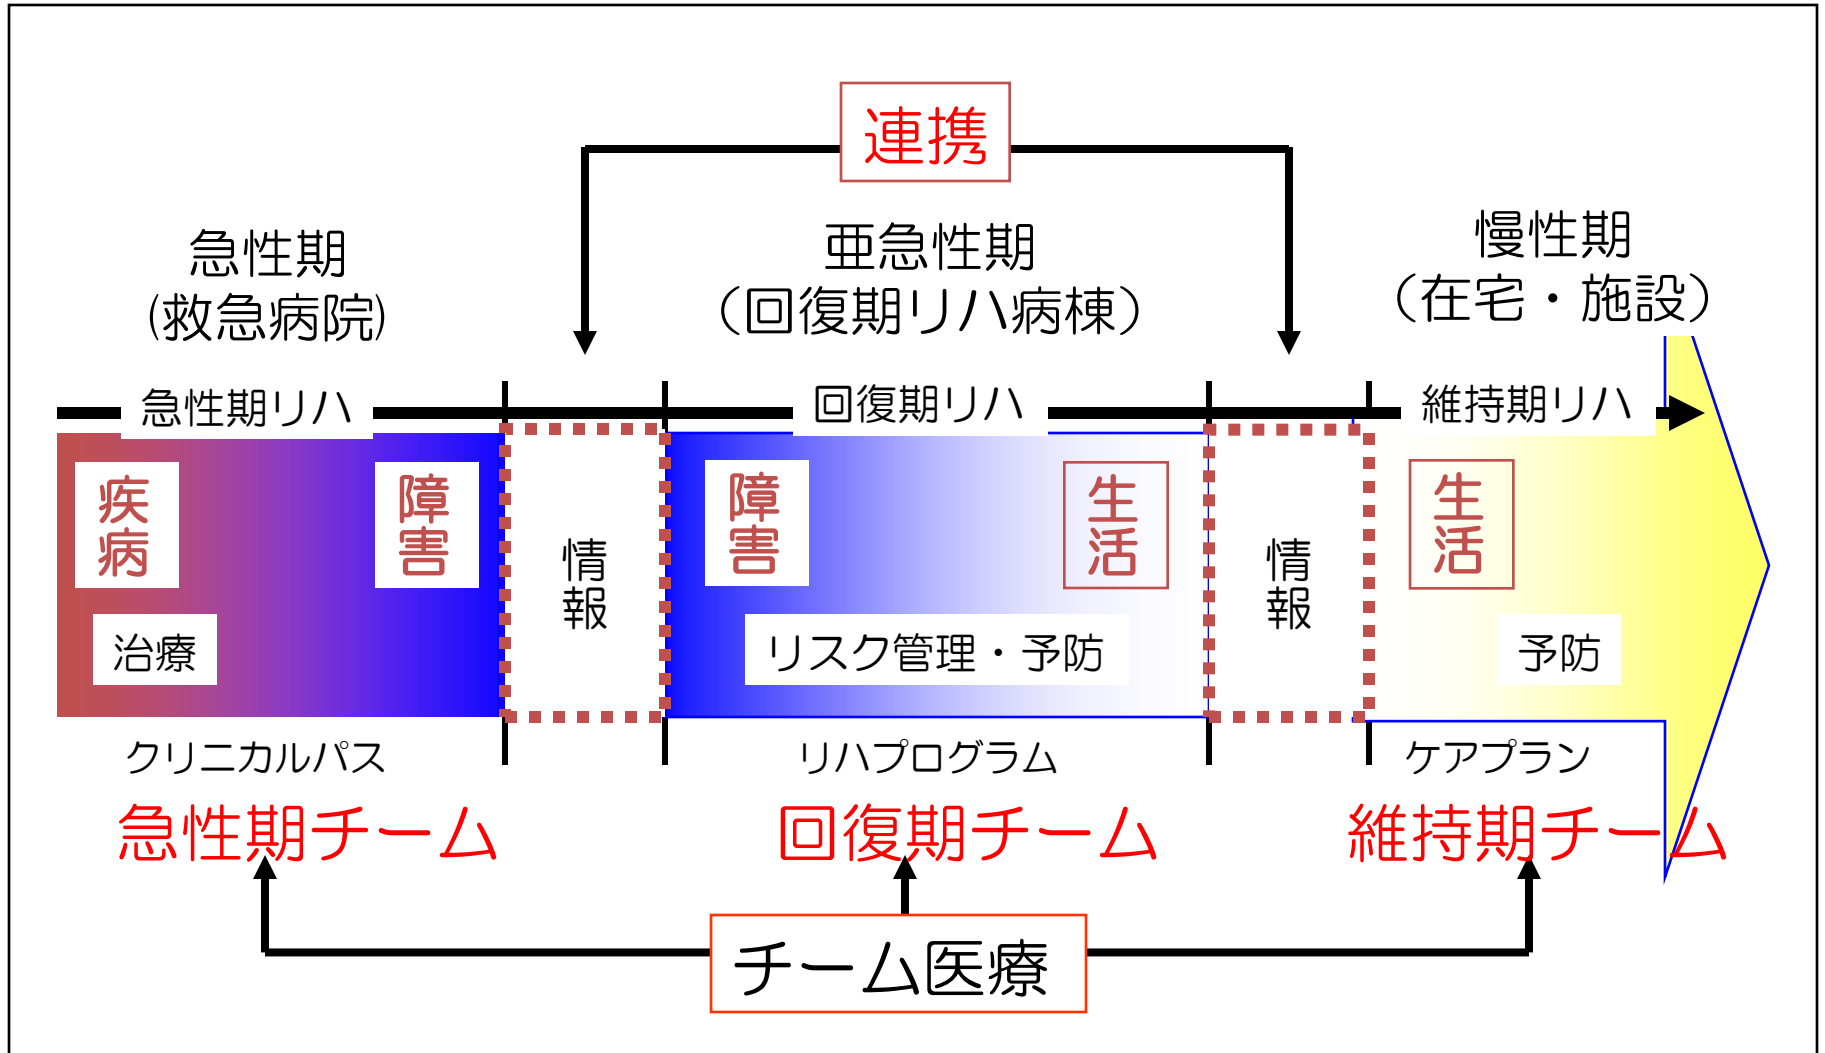 連携
急性期
(救急病院)
亜急性期
（回復期リハ病棟）
慢性期
（在宅・施設）
急性期リハ
回復期リハ
維持期リハ
疾病
障害
情報
障害
生活
情報
生活
治療
リスク管理・予防
予防
クリニカルパス
リハプログラム
ケアプラン
急性期チーム
回復期チーム
維持期チーム
チーム医療